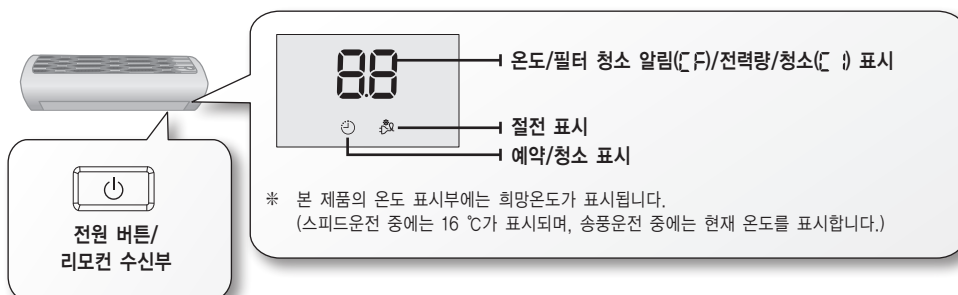 8.8
온도/필터 청소 알림(CF)/전력량/청소(C I) 표시
절전 표시
예약/청소 표시
※ 본 제품의 온도 표시부에는 희망온도가 표시됩니다.
(스피드운전 중에는 16 ℃가 표시되며, 송풍운전 중에는 현재 온도를 표시합니다.)
전원 버튼/
리모컨 수신부